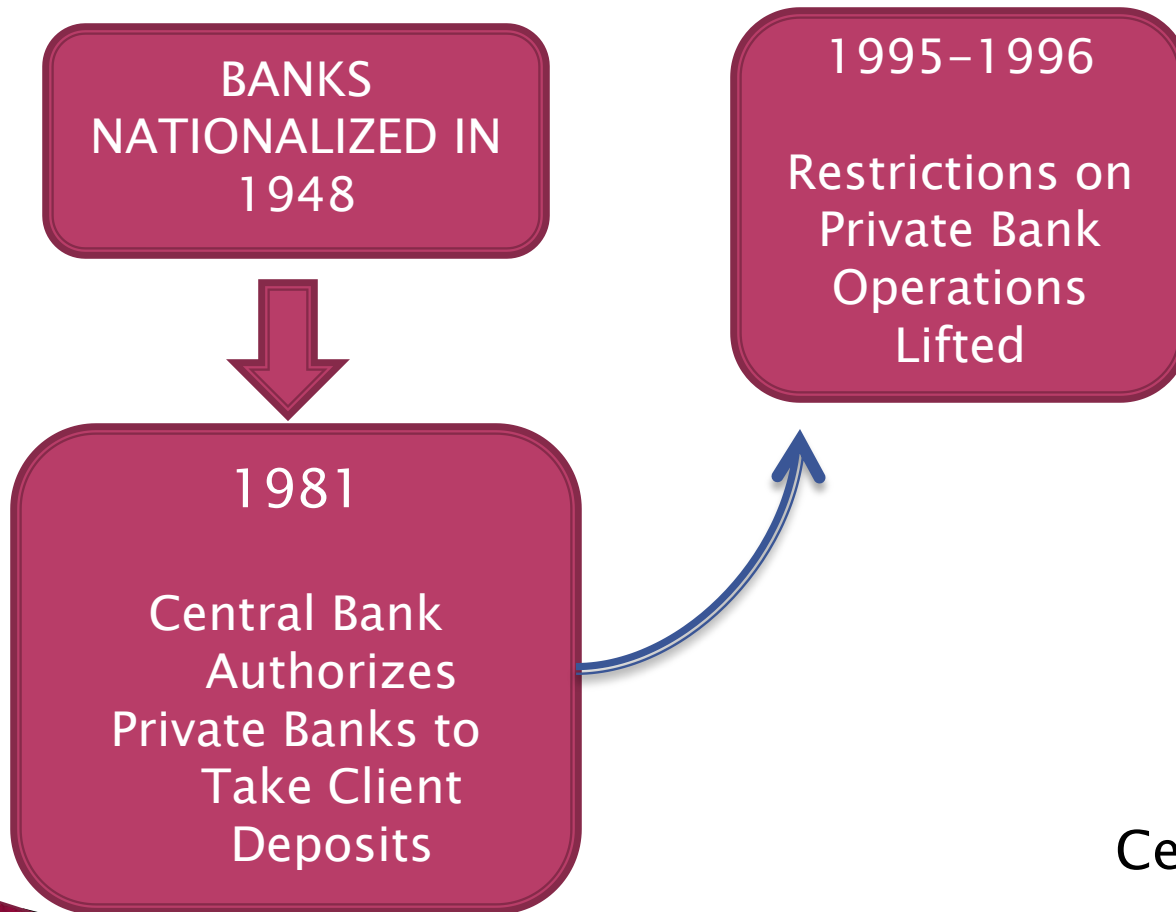 BANKS
NATIONALIZED IN
1948
1981
Central Bank
Authorizes
Private Banks to
Take Client
Deposits
1995-1996
Restrictions on
Private Bank
Operations
Lifted